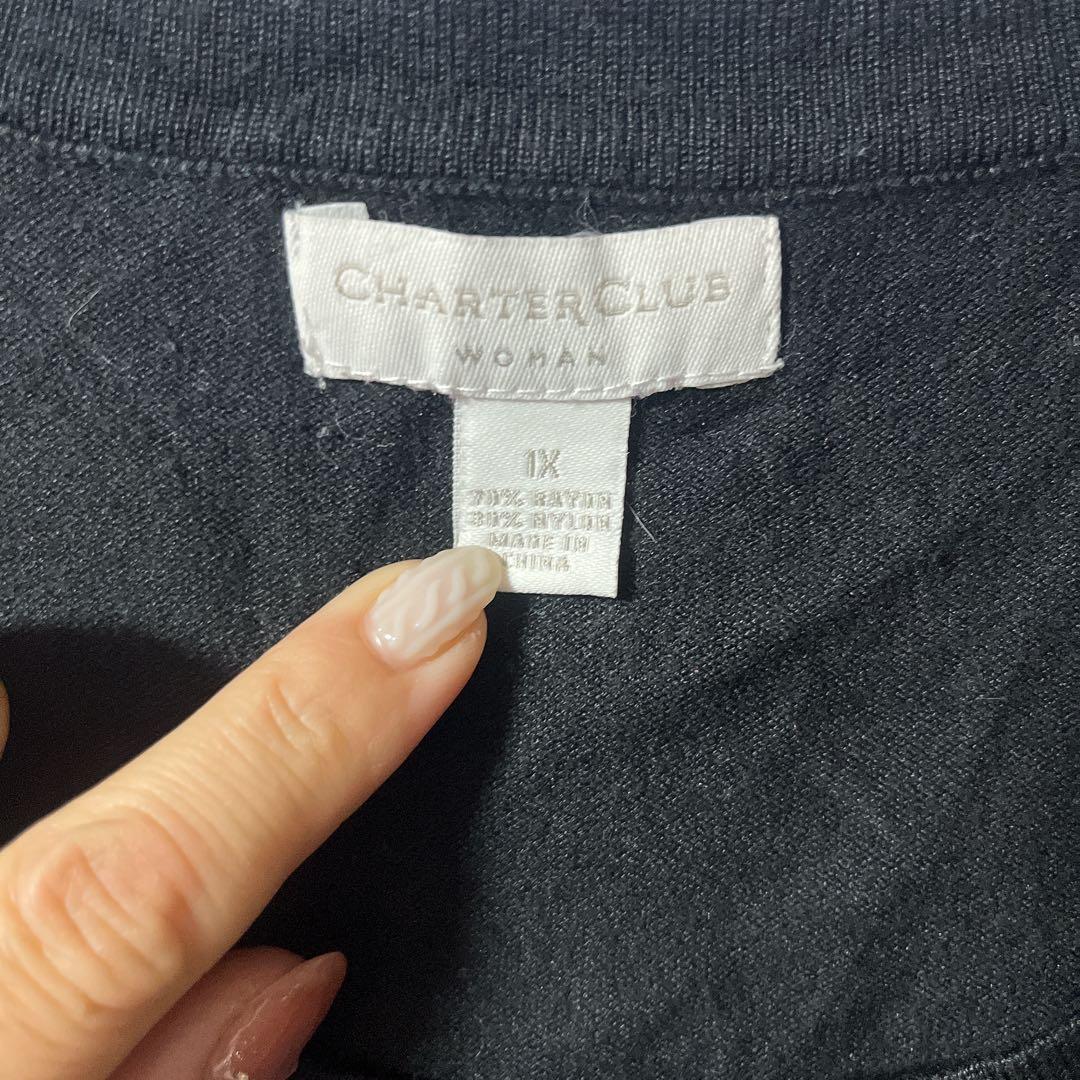 CHARTER CLUB
WOMAN
1X
70% RAYON
30% NYLON
MADE IN
CHINA